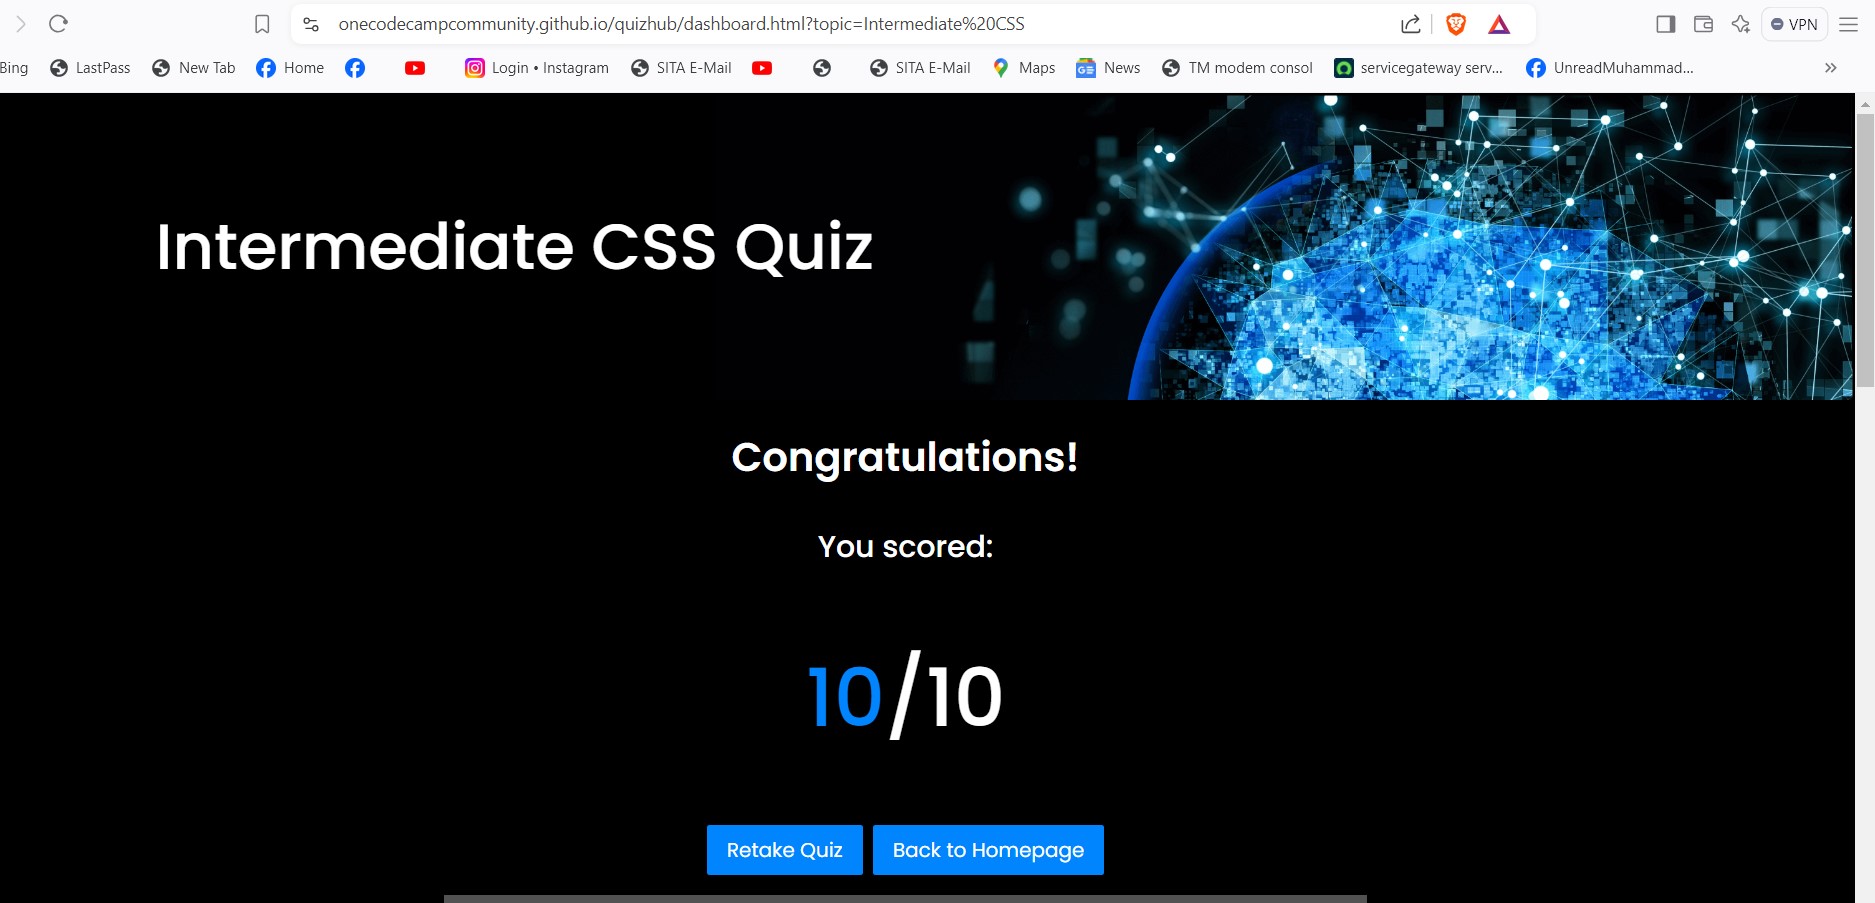 onecodecampcommunity.github.io/quizhub/dashboard.html?topic=Intermediate%20CSS
VPN
Bing LastPass New Tab Home Login • Instagram SITA E-Mail SITA E-Mail Maps News TM modem consol servicegateway serv... UnreadMuhammad...
Intermediate CSS Quiz
Congratulations!
You scored:
10/10
Retake Quiz Back to Homepage